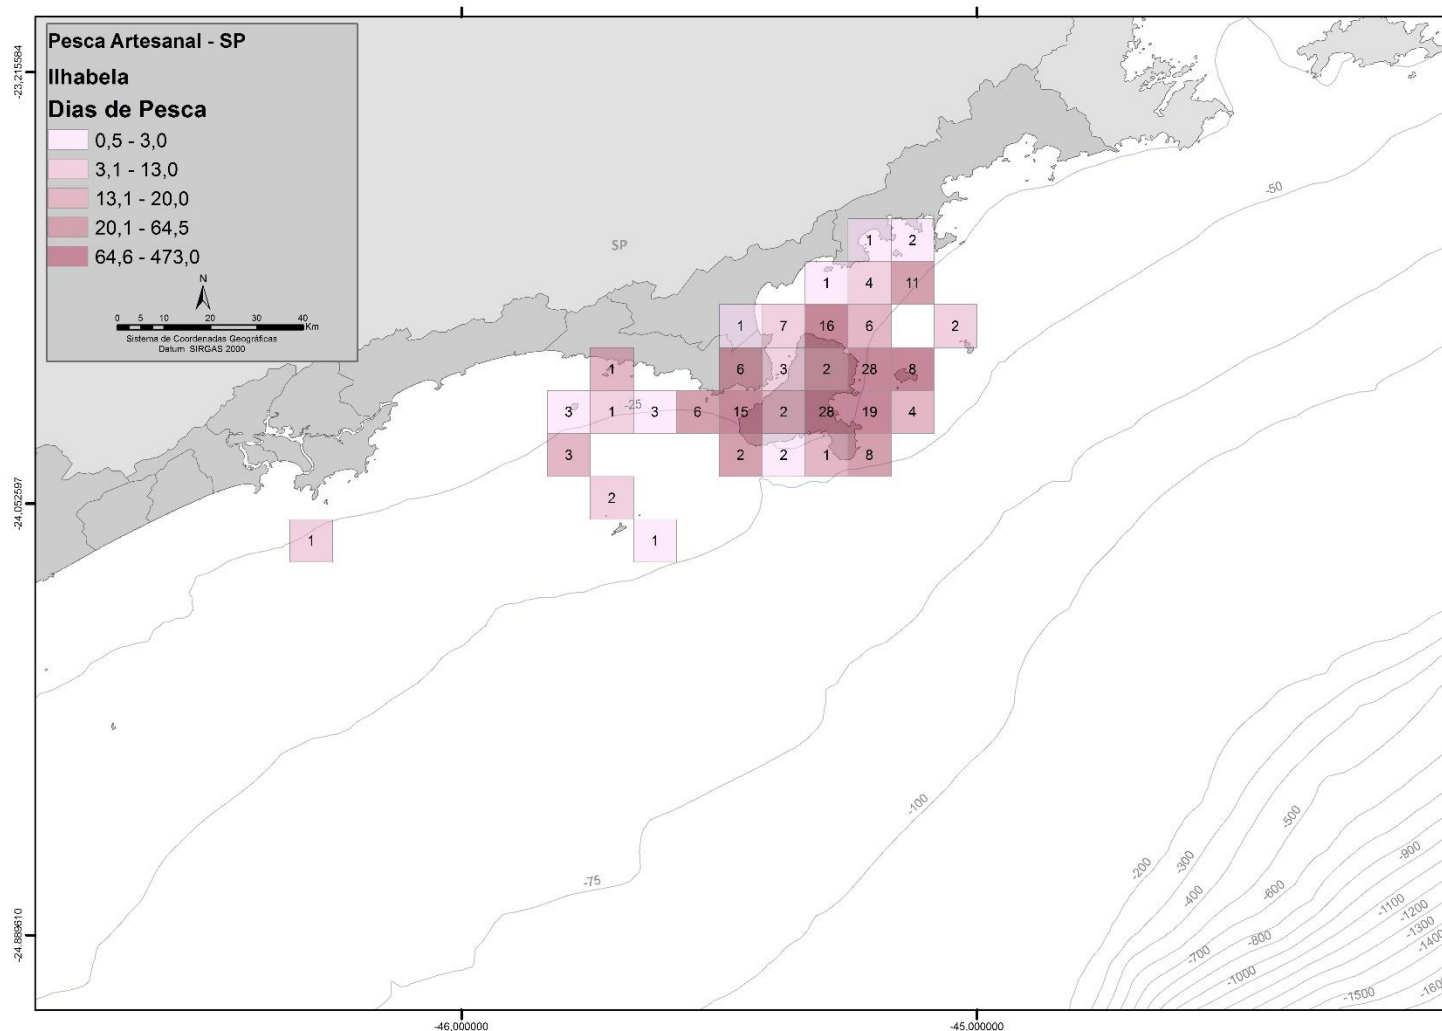 Pesca Artesanal - SP
Ilhabela
Dias de Pesca
0,5 - 3,0
3,1 - 13,0
13,1 - 20,0
20,1 - 64,5
64,6 - 473,0
N
0 5 10 20 30 40
Km
Sistema de Coordenadas Geográficas
Datum SIRGAS 2000
-23,215584
-24,052597
-24,889610
-46,000000
-45,000000
SP
-50
1 2
1 4 11
1 7 16 6 2
1 6 3 2 28 8
3 1 -25 3 6 15 2 28 19 4
3 2 2 1 8
2
1 1
-75
-100
-200
-300
-400
-500
-600
-700
-800
-900
-1000
-1100
-1200
-1300
-1400
-1500